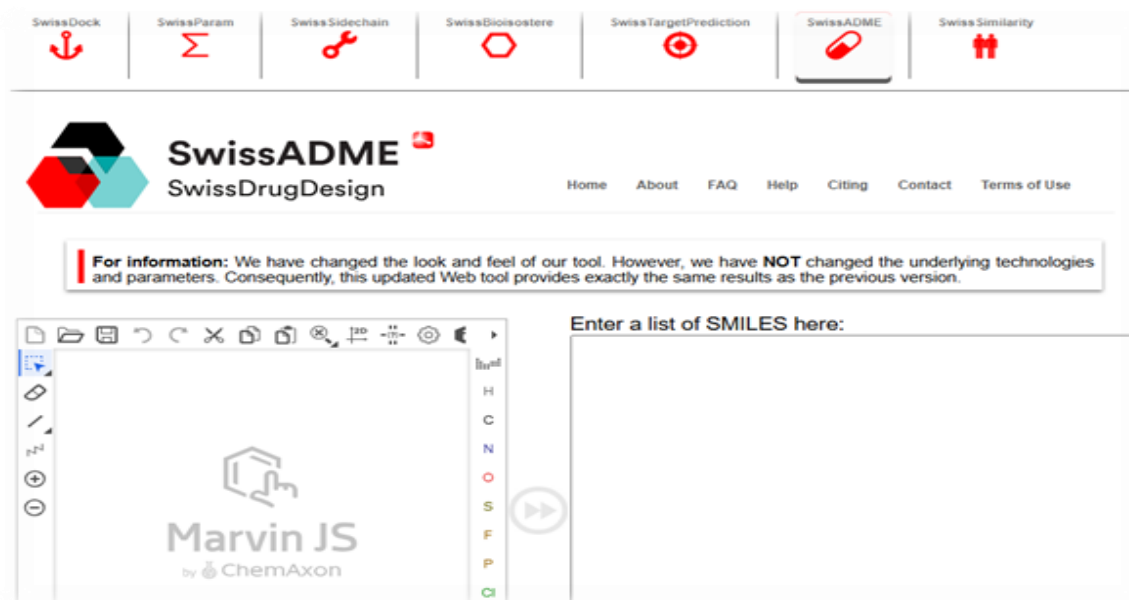 SwissDock SwissParam SwissSidechain SwissBioisostere SwissTargetPrediction SwissADME SwissSimilarity
SwissADME
SwissDrugDesign
Home About FAQ Help Citing Contact Terms of Use
For information: We have changed the look and feel of our tool. However, we have NOT changed the underlying technologies
and parameters. Consequently, this updated Web tool provides exactly the same results as the previous version.
Enter a list of SMILES here:
2D
H
C
N
O
S
F
P
Cl
Marvin JS
by ChemAxon